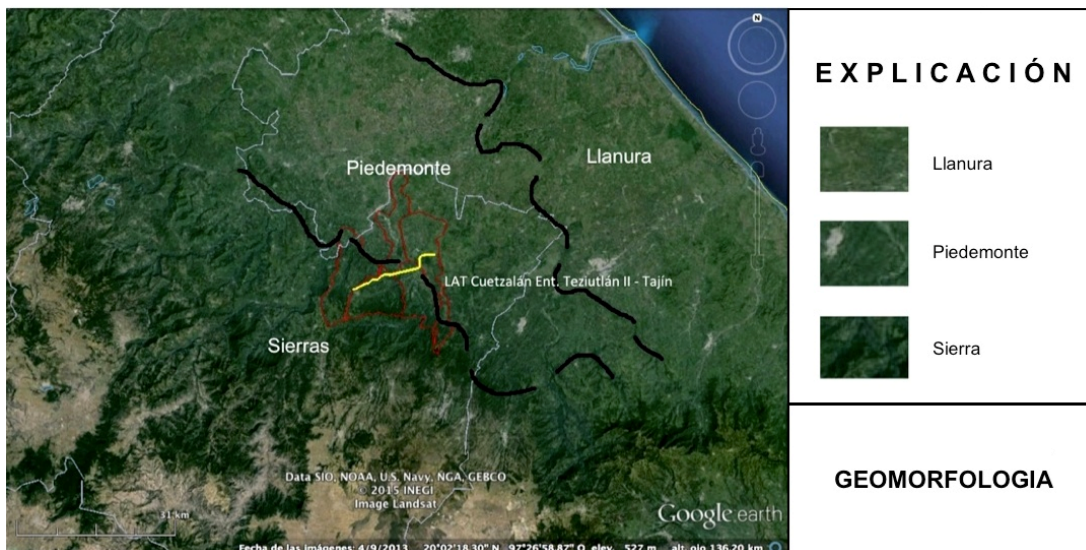 N
Piedemonte
Llanura
LAT Cuetzalán Ent. Teziutlán II - Tajín
Sierras
Data SIO, NOAA, U.S. Navy, NGA, GEBCO
© 2015 INEGI
Image Landsat
31 km
Google earth
Fecha de las imágenes: 4/9/2013 20°02'18.30" N 97°26'58.87" O elev. 527 m alt. ojo 136.20 km
EXPLICACIÓN
Llanura
Piedemonte
Sierra
GEOMORFOLOGIA